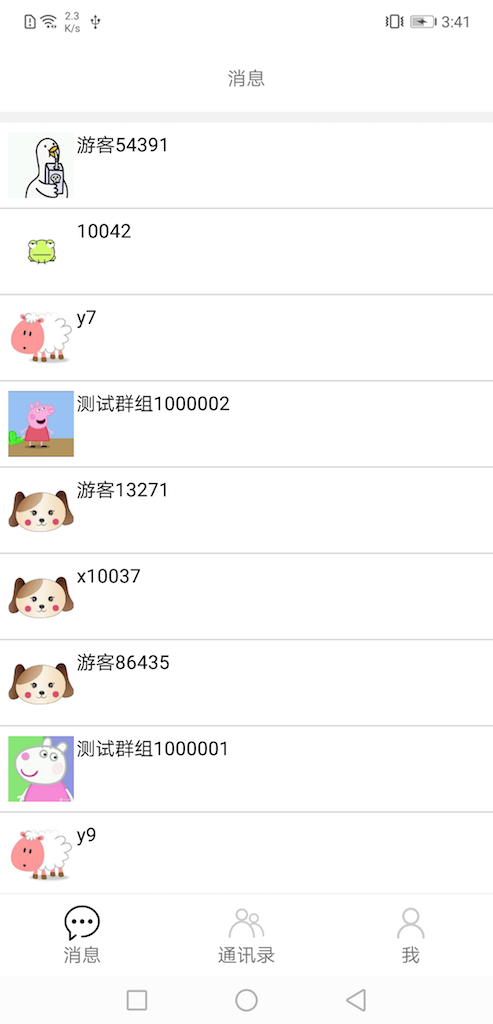 2.3
K/s
3:41
消息
游客54391
10042
y7
测试群组1000002
游客13271
x10037
游客86435
测试群组1000001
y9
消息
通讯录
我